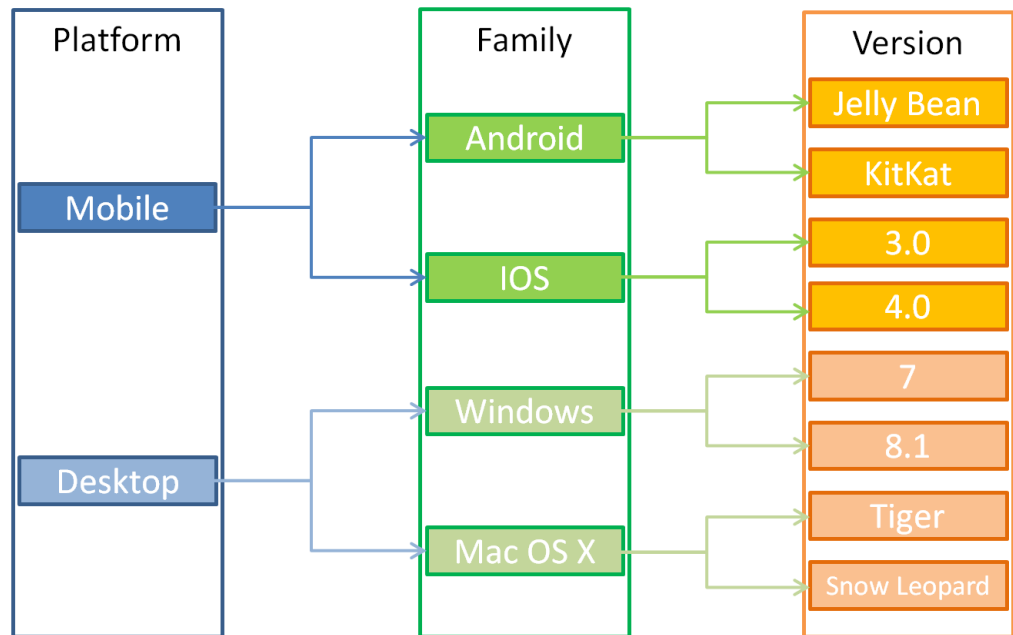 Platform
Mobile
Desktop
Family
Android
IOS
Windows
Mac OS X
Version
Jelly Bean
KitKat
3.0
4.0
7
8.1
Tiger
Snow Leopard